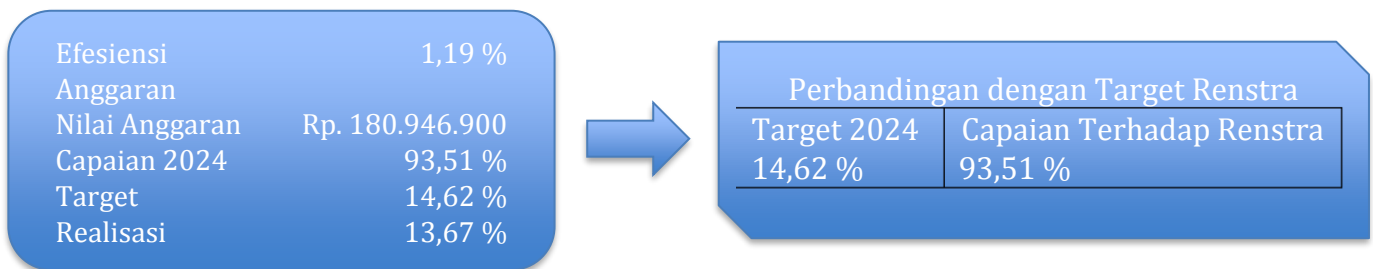 Efesiensi 1,19 %
Anggaran
Nilai Anggaran Rp. 180.946.900
Capaian 2024 93,51 %
Target 14,62 %
Realisasi 13,67 %
Perbandingan dengan Target Renstra
Target 2024 Capaian Terhadap Renstra
14,62 % 93,51 %